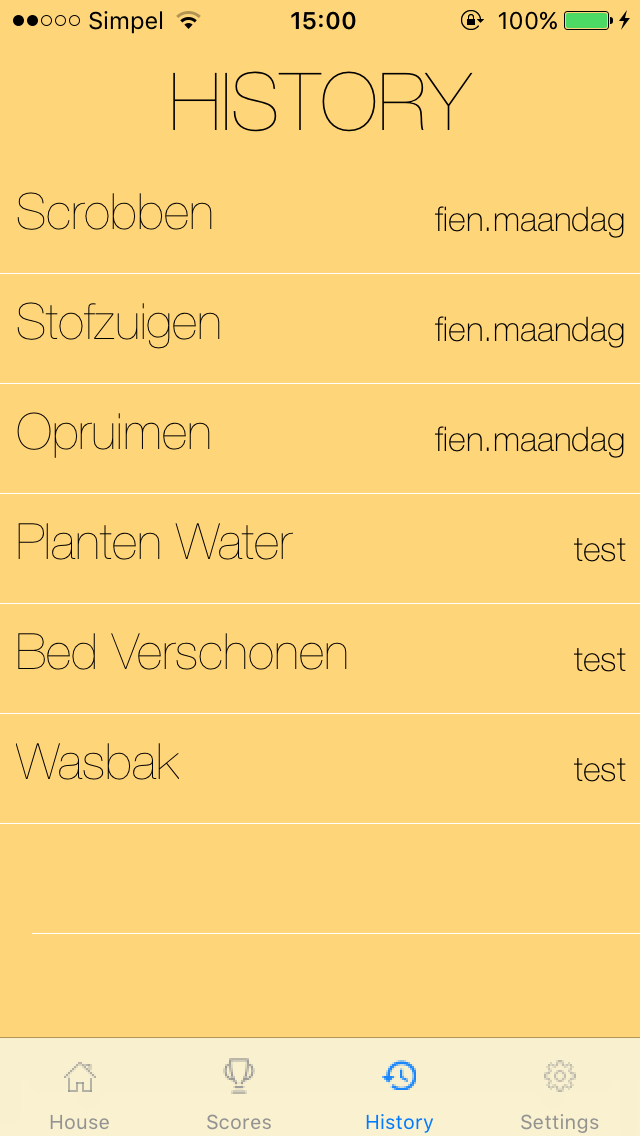 Simpel 15:00 100%
HISTORY
Scrobben fien.maandag
Stofzuigen fien.maandag
Opruimen fien.maandag
Planten Water test
Bed Verschonen test
Wasbak test
House Scores History Settings